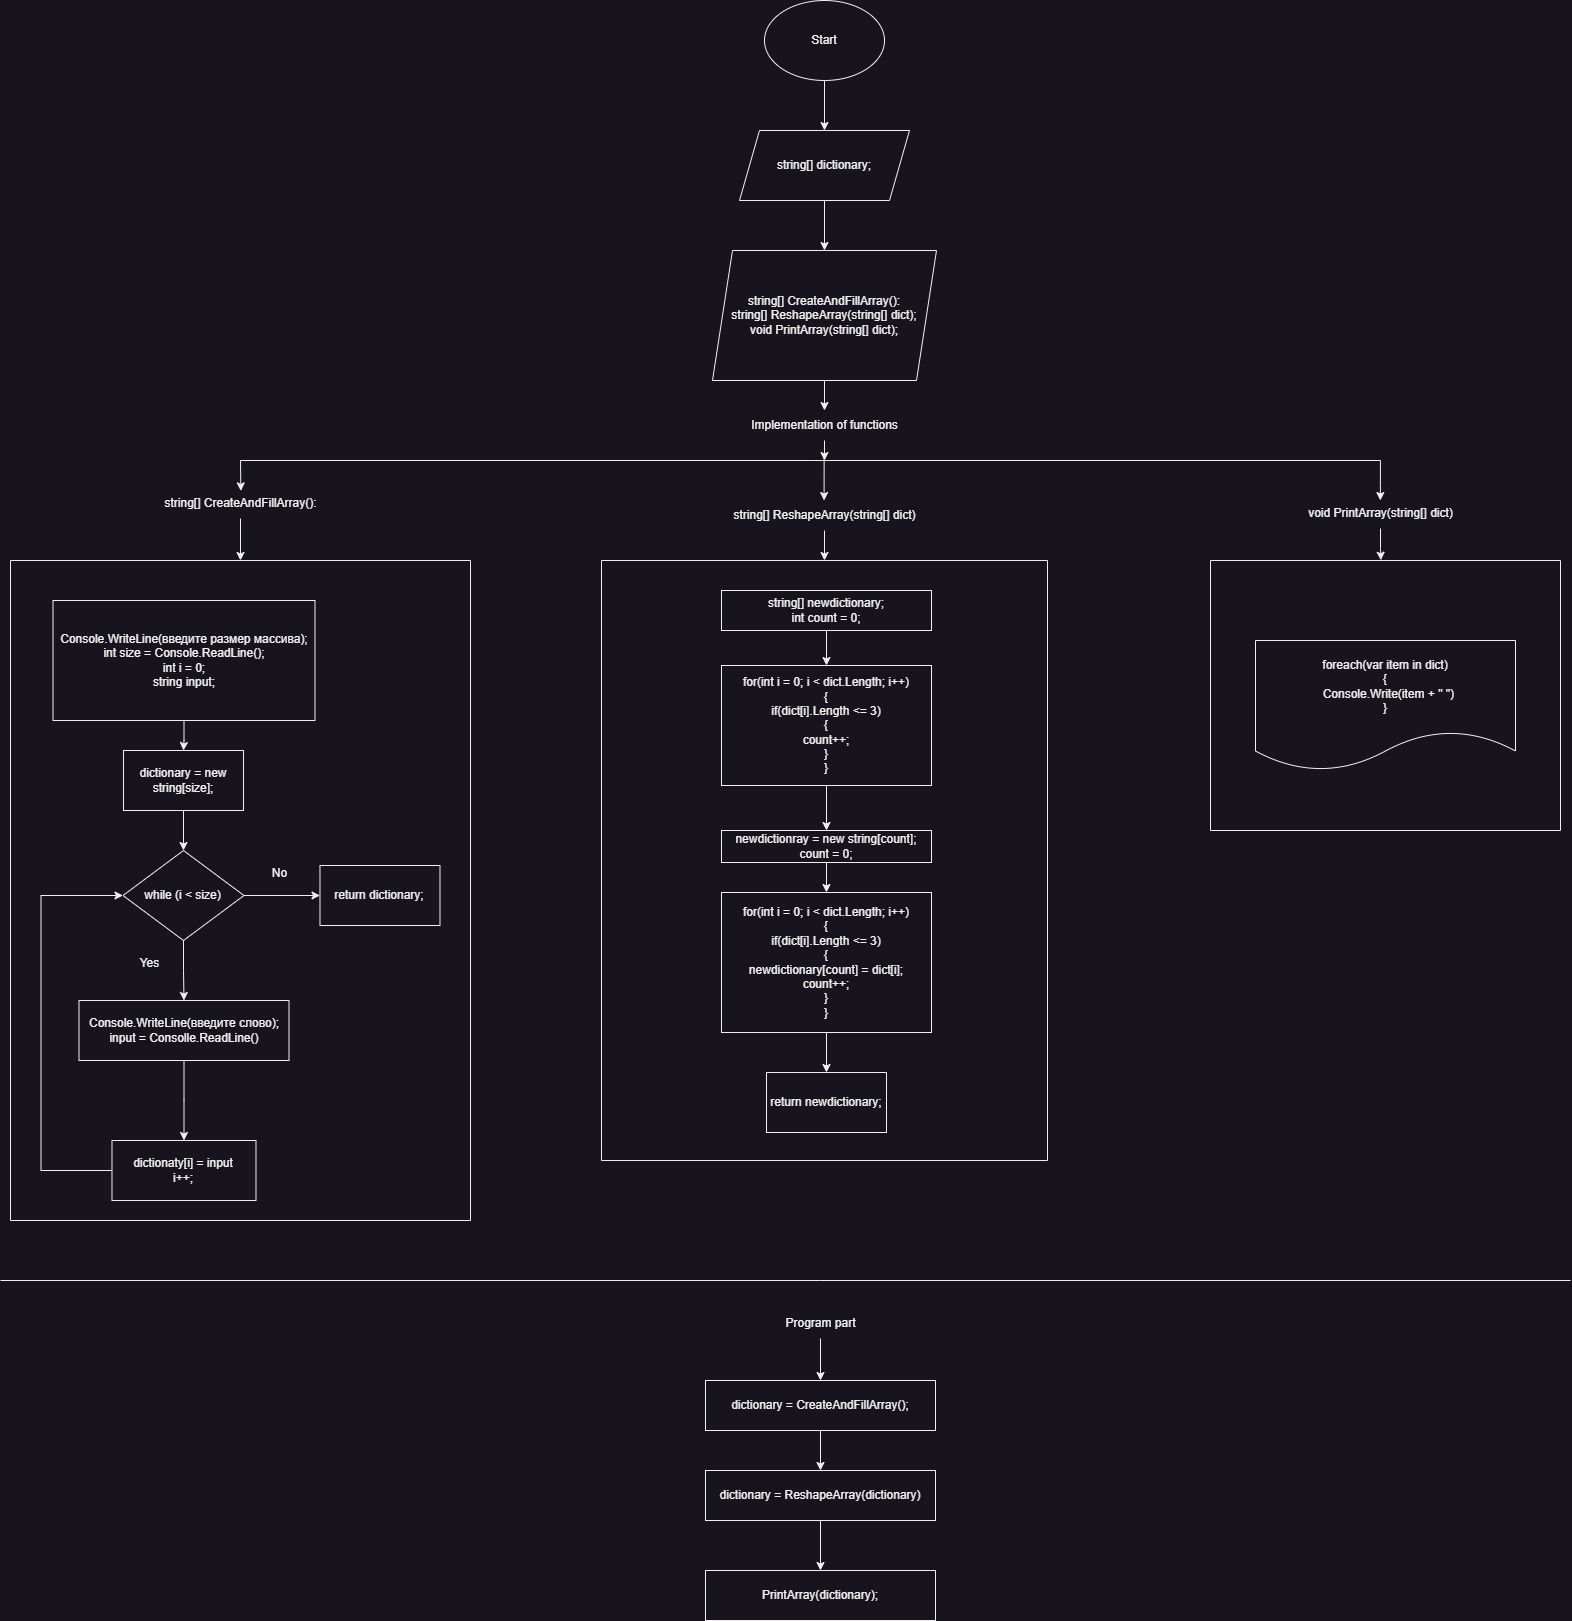 Start
string[] dictionary;
string[] CreateAndFillArray():
string[] ReshapeArray(string[] dict);
void PrintArray(string[] dict);
Implementation of functions
string[] CreateAndFillArray():
Console.WriteLine(введите размер массива);
int size = Console.ReadLine();
int i = 0;
string input;
dictionary = new
string[size];
while (i < size)
No
return dictionary;
Yes
Console.WriteLine(введите слово);
input = Consolle.ReadLine()
dictionaty[i] = input
i++;
string[] ReshapeArray(string[] dict)
string[] newdictionary;
int count = 0;
for(int i = 0; i < dict.Length; i++)
{
if(dict[i].Length <= 3)
{
count++;
}
}
newdictionray = new string[count];
count = 0;
for(int i = 0; i < dict.Length; i++)
{
if(dict[i].Length <= 3)
{
newdictionary[count] = dict[i];
count++;
}
}
return newdictionary;
void PrintArray(string[] dict)
foreach(var item in dict)
{
Console.Write(item + " ")
}
Program part
dictionary = CreateAndFillArray();
dictionary = ReshapeArray(dictionary)
PrintArray(dictionary);